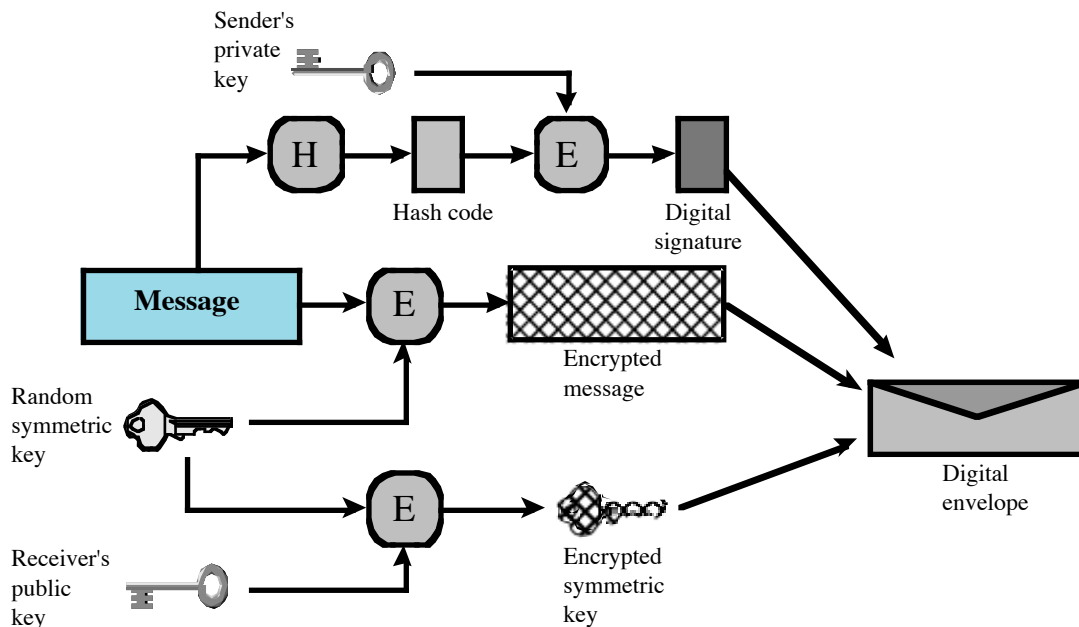 Sender's
private
key
H
E
Hash code
Digital
signature
Message
E
Encrypted
message
Random
symmetric
key
Digital
envelope
E
Receiver's
public
key
Encrypted
symmetric
key